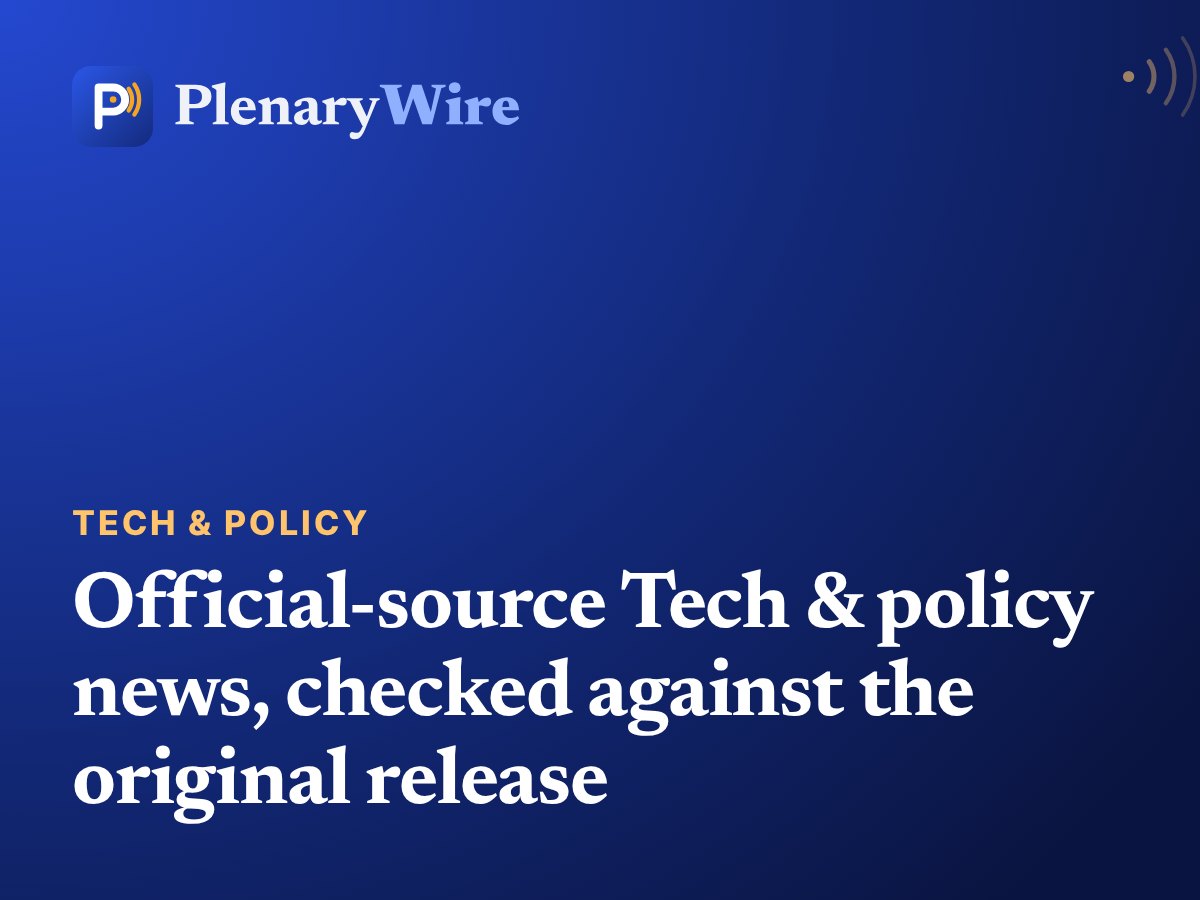 PlenaryWire
TECH & POLICY
Official-source Tech & policy
news, checked against the
original release